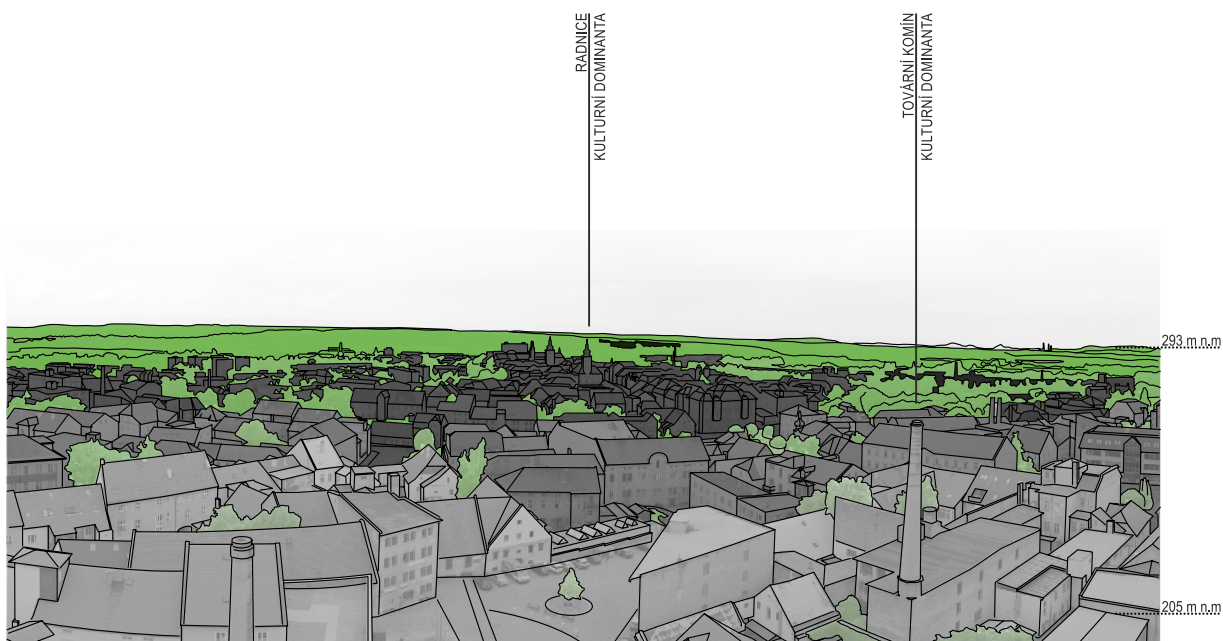 RADNICE
KULTURNÍ DOMINANTA
TOVÁRNÍ KOMÍN
KULTURNÍ DOMINANTA
293 m n.m
205 m n.m